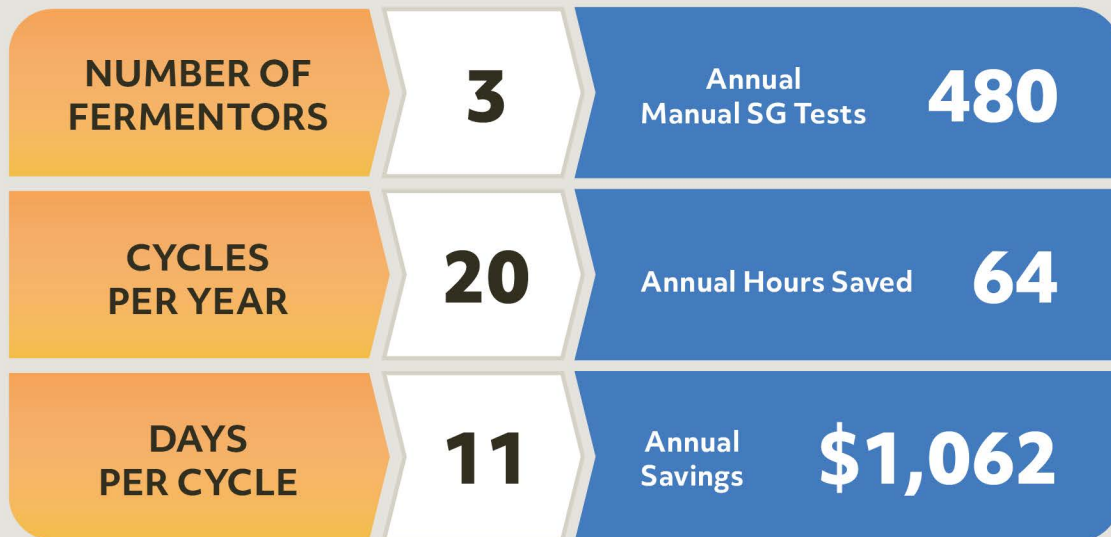 NUMBER OF
FERMENTORS
3
Annual
Manual SG Tests
480
CYCLES
PER YEAR
20
Annual Hours Saved
64
DAYS
PER CYCLE
11
Annual
Savings
$1,062